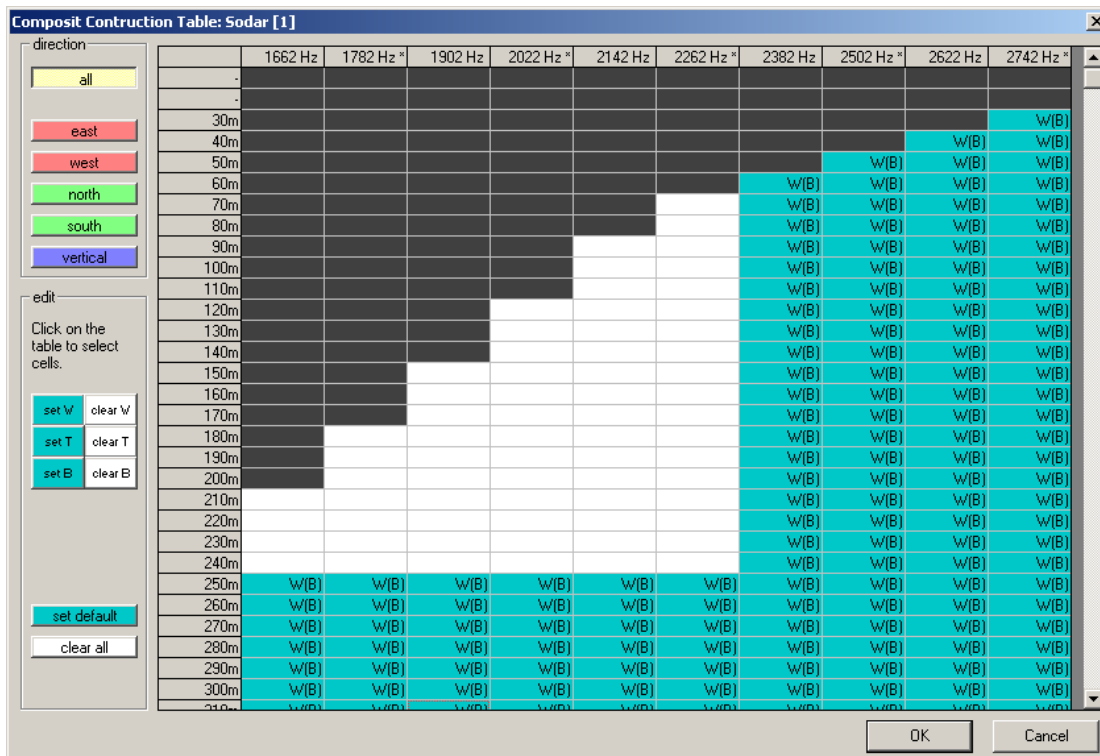 Composit Contruction Table: Sodar [1]
direction
all
east
west
north
south
vertical
edit
Click on the
table to select
cells.
set W clear W
set T clear T
set B clear B
set default
clear all
1662 Hz 1782 Hz * 1902 Hz 2022 Hz * 2142 Hz 2262 Hz * 2382 Hz 2502 Hz * 2622 Hz 2742 Hz *
-
-
30m W(B)
40m W(B) W(B)
50m W(B) W(B) W(B)
60m W(B) W(B) W(B) W(B)
70m W(B) W(B) W(B) W(B)
80m W(B) W(B) W(B) W(B)
90m W(B) W(B) W(B) W(B)
100m W(B) W(B) W(B) W(B)
110m W(B) W(B) W(B) W(B)
120m W(B) W(B) W(B) W(B)
130m W(B) W(B) W(B) W(B)
140m W(B) W(B) W(B) W(B)
150m W(B) W(B) W(B) W(B)
160m W(B) W(B) W(B) W(B)
170m W(B) W(B) W(B) W(B)
180m W(B) W(B) W(B) W(B)
190m W(B) W(B) W(B) W(B)
200m W(B) W(B) W(B) W(B)
210m W(B) W(B) W(B) W(B)
220m W(B) W(B) W(B) W(B)
230m W(B) W(B) W(B) W(B)
240m W(B) W(B) W(B) W(B)
250m W(B) W(B) W(B) W(B) W(B) W(B) W(B) W(B) W(B) W(B)
260m W(B) W(B) W(B) W(B) W(B) W(B) W(B) W(B) W(B) W(B)
270m W(B) W(B) W(B) W(B) W(B) W(B) W(B) W(B) W(B) W(B)
280m W(B) W(B) W(B) W(B) W(B) W(B) W(B) W(B) W(B) W(B)
290m W(B) W(B) W(B) W(B) W(B) W(B) W(B) W(B) W(B) W(B)
300m W(B) W(B) W(B) W(B) W(B) W(B) W(B) W(B) W(B) W(B)
OK Cancel